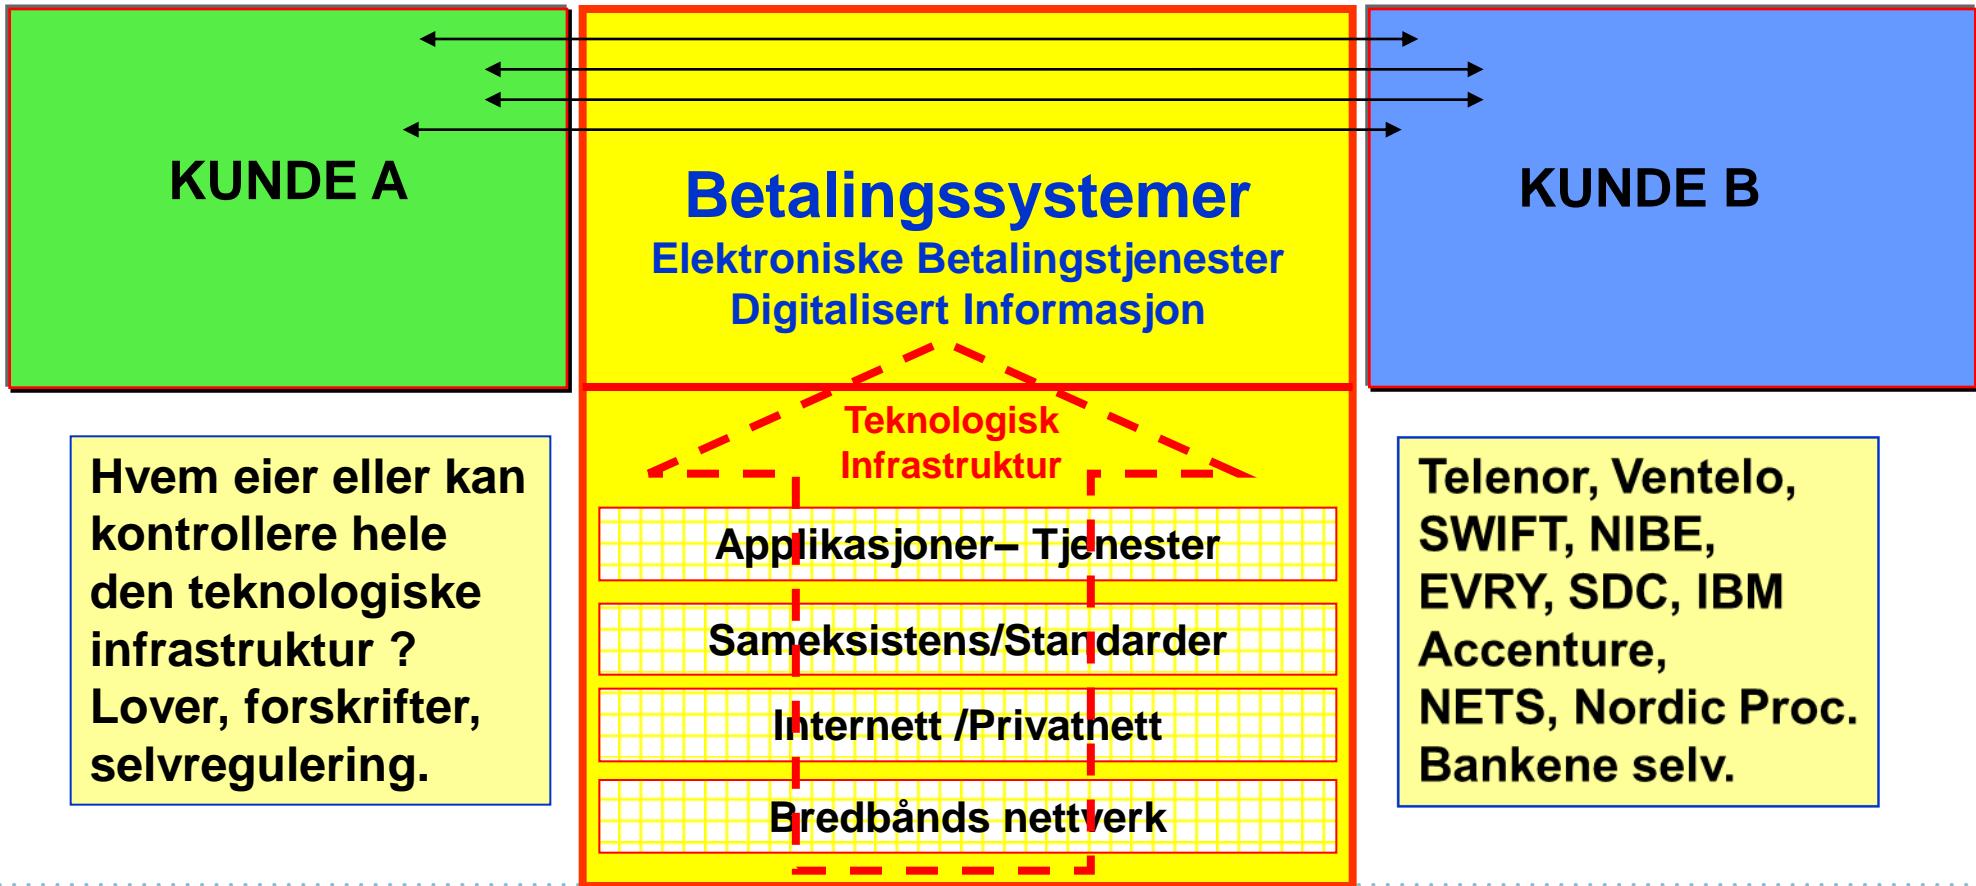 KUNDE A
Betalingssystemer
Elektroniske Betalingstjenester
Digitalisert Informasjon
KUNDE B
Teknologisk
Infrastruktur
Applikasjoner– Tjenester
Sameksistens/Standarder
Internett /Privatnett
Bredbånds nettverk
Hvem eier eller kan
kontrollere hele
den teknologiske
infrastruktur ?
Lover, forskrifter,
selvregulering.
Telenor, Ventelo,
SWIFT, NIBE,
EVRY, SDC, IBM
Accenture,
NETS, Nordic Proc.
Bankene selv.